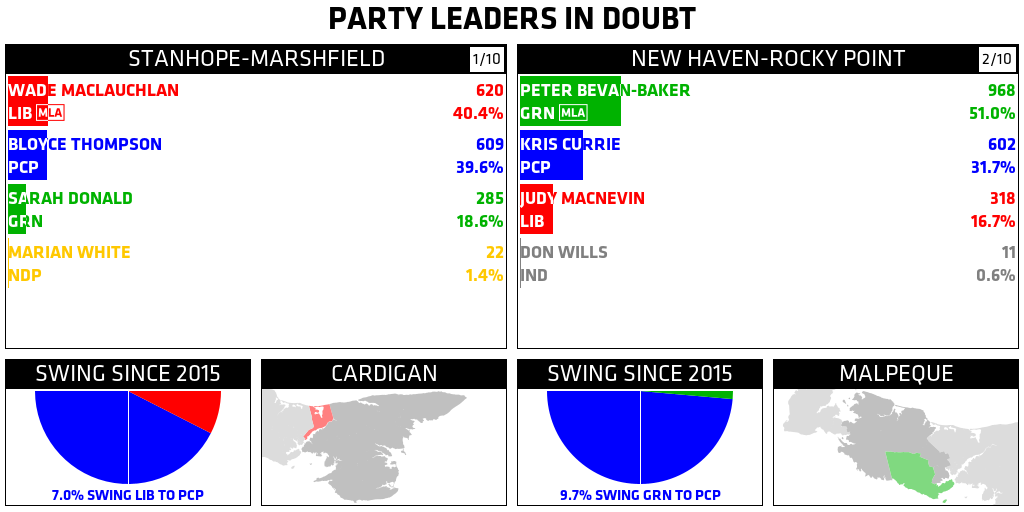 PARTY LEADERS IN DOUBT
STANHOPE-MARSHFIELD 1/10
WADE MACLAUCHLAN 620
LIB MLA 40.4%
BLOYCE THOMPSON 609
PCP 39.6%
SARAH DONALD 285
GRN 18.6%
MARIAN WHITE 22
NDP 1.4%
NEW HAVEN-ROCKY POINT 2/10
PETER BEVAN-BAKER 968
GRN MLA 51.0%
KRIS CURRIE 602
PCP 31.7%
JUDY MACNEVIN 318
LIB 16.7%
DON WILLS 11
IND 0.6%
SWING SINCE 2015
7.0% SWING LIB TO PCP
CARDIGAN
SWING SINCE 2015
9.7% SWING GRN TO PCP
MALPEQUE